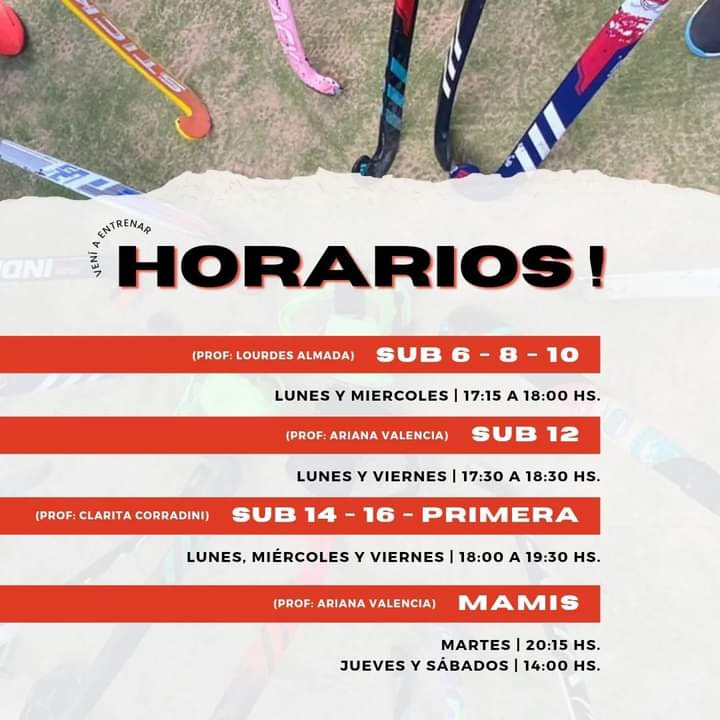 STICK
VENÍ A ENTRENAR
HORARIOS !
(PROF: LOURDES ALMADA) SUB 6 - 8 - 10
LUNES Y MIERCOLES | 17:15 A 18:00 HS.
(PROF: ARIANA VALENCIA) SUB 12
LUNES Y VIERNES | 17:30 A 18:30 HS.
(PROF: CLARITA CORRADINI) SUB 14 - 16 - PRIMERA
LUNES, MIÉRCOLES Y VIERNES | 18:00 A 19:30 HS.
(PROF: ARIANA VALENCIA) MAMIS
MARTES | 20:15 HS.
JUEVES Y SÁBADOS | 14:00 HS.